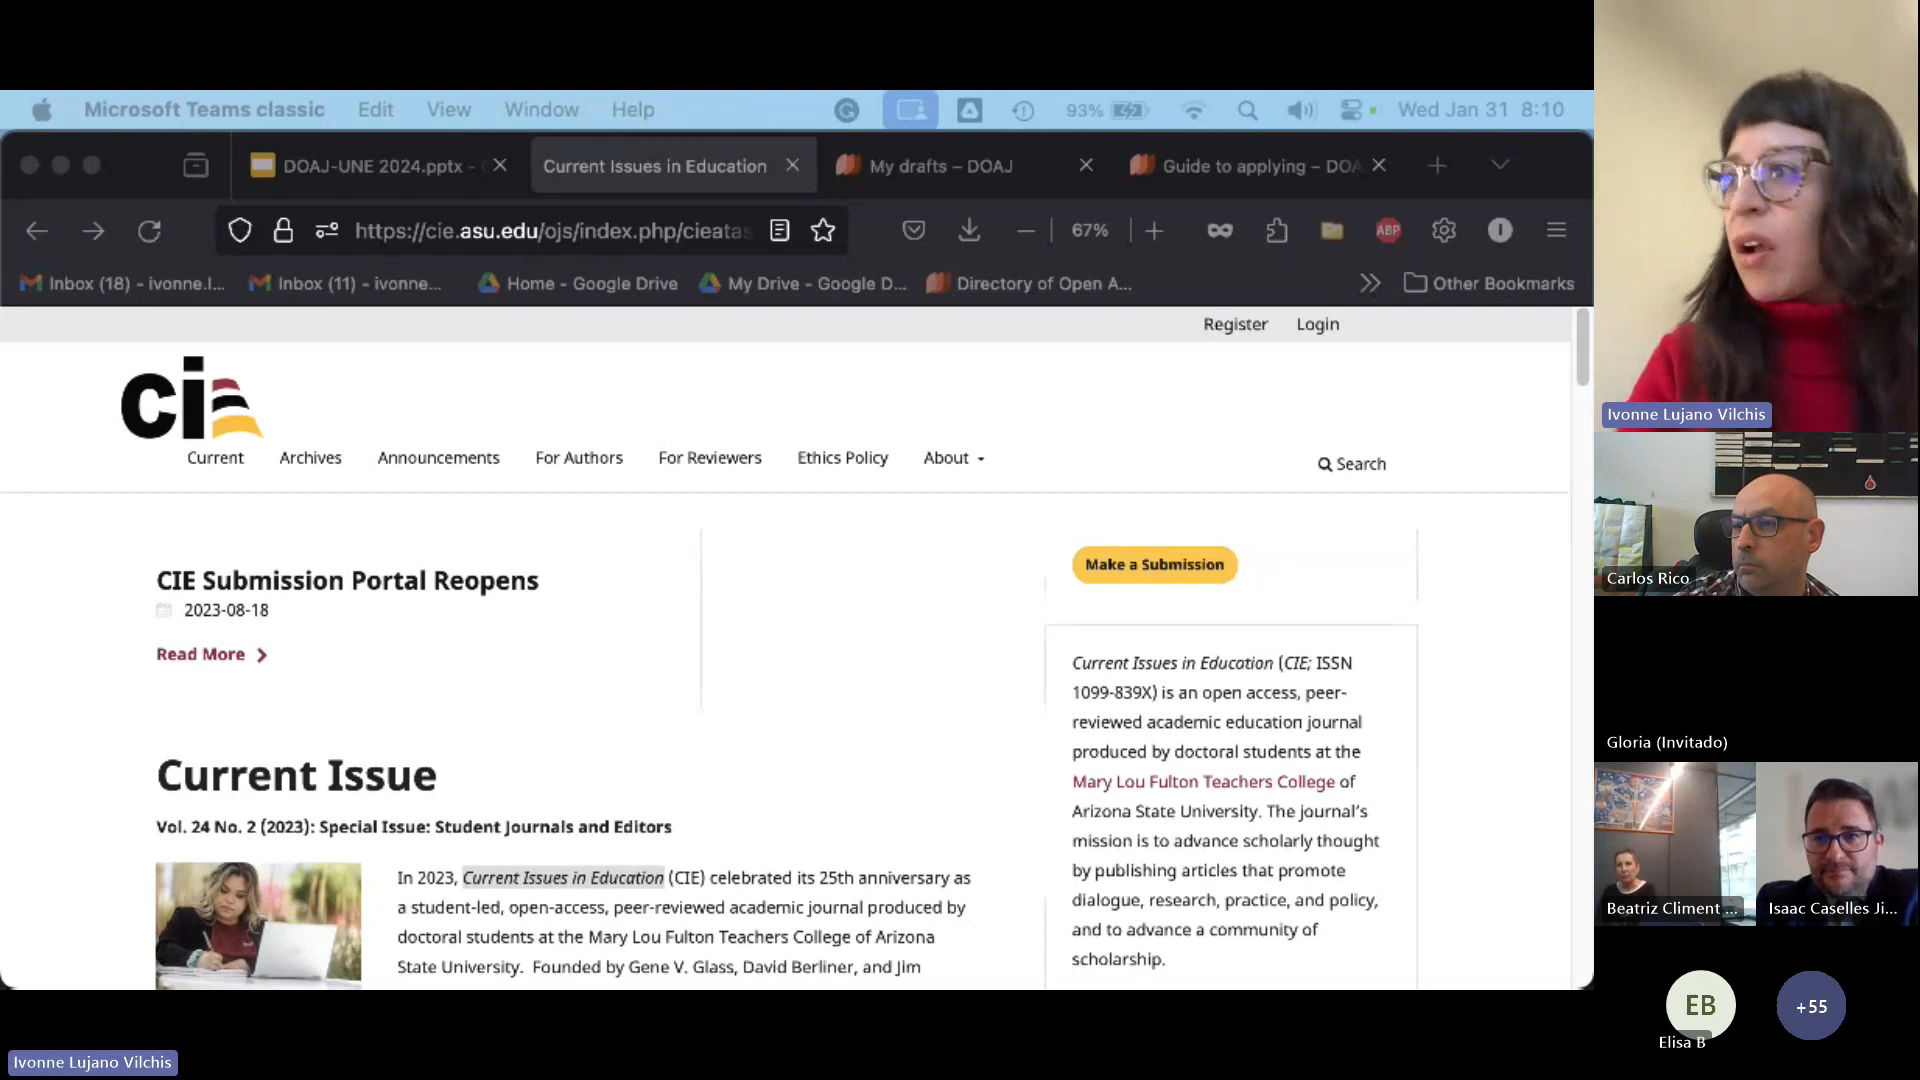 Microsoft Teams classic Edit View Window Help 93% Wed Jan 31 8:10
DOAJ-UNE 2024.pptx - Current Issues in Education My drafts – DOAJ Guide to applying – DOA
https://cie.asu.edu/ojs/index.php/cieatas 67% ABP I
Inbox (18) - ivonne.l... Inbox (11) - ivonne... Home - Google Drive My Drive - Google D... Directory of Open A... Other Bookmarks
Register Login
cie
Current Archives Announcements For Authors For Reviewers Ethics Policy About Search
CIE Submission Portal Reopens
2023-08-18
Read More
Current Issue
Vol. 24 No. 2 (2023): Special Issue: Student Journals and Editors
In 2023, Current Issues in Education (CIE) celebrated its 25th anniversary as
a student-led, open-access, peer-reviewed academic journal produced by
doctoral students at the Mary Lou Fulton Teachers College of Arizona
State University. Founded by Gene V. Glass, David Berliner, and Jim
Make a Submission
Current Issues in Education (CIE; ISSN
1099-839X) is an open access, peer-
reviewed academic education journal
produced by doctoral students at the
Mary Lou Fulton Teachers College of
Arizona State University. The journal's
mission is to advance scholarly thought
by publishing articles that promote
dialogue, research, practice, and policy,
and to advance a community of
scholarship.
Ivonne Lujano Vilchis
Carlos Rico
Gloria (Invitado)
Beatriz Climent ...
Isaac Caselles Ji...
EB
Elisa B
+55
Ivonne Lujano Vilchis